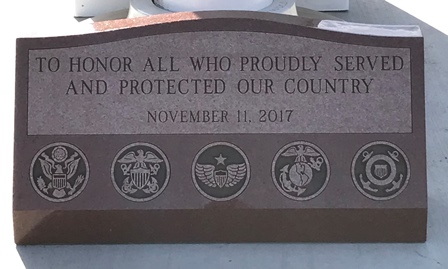 TO HONOR ALL WHO PROUDLY SERVED
AND PROTECTED OUR COUNTRY
NOVEMBER 11, 2017